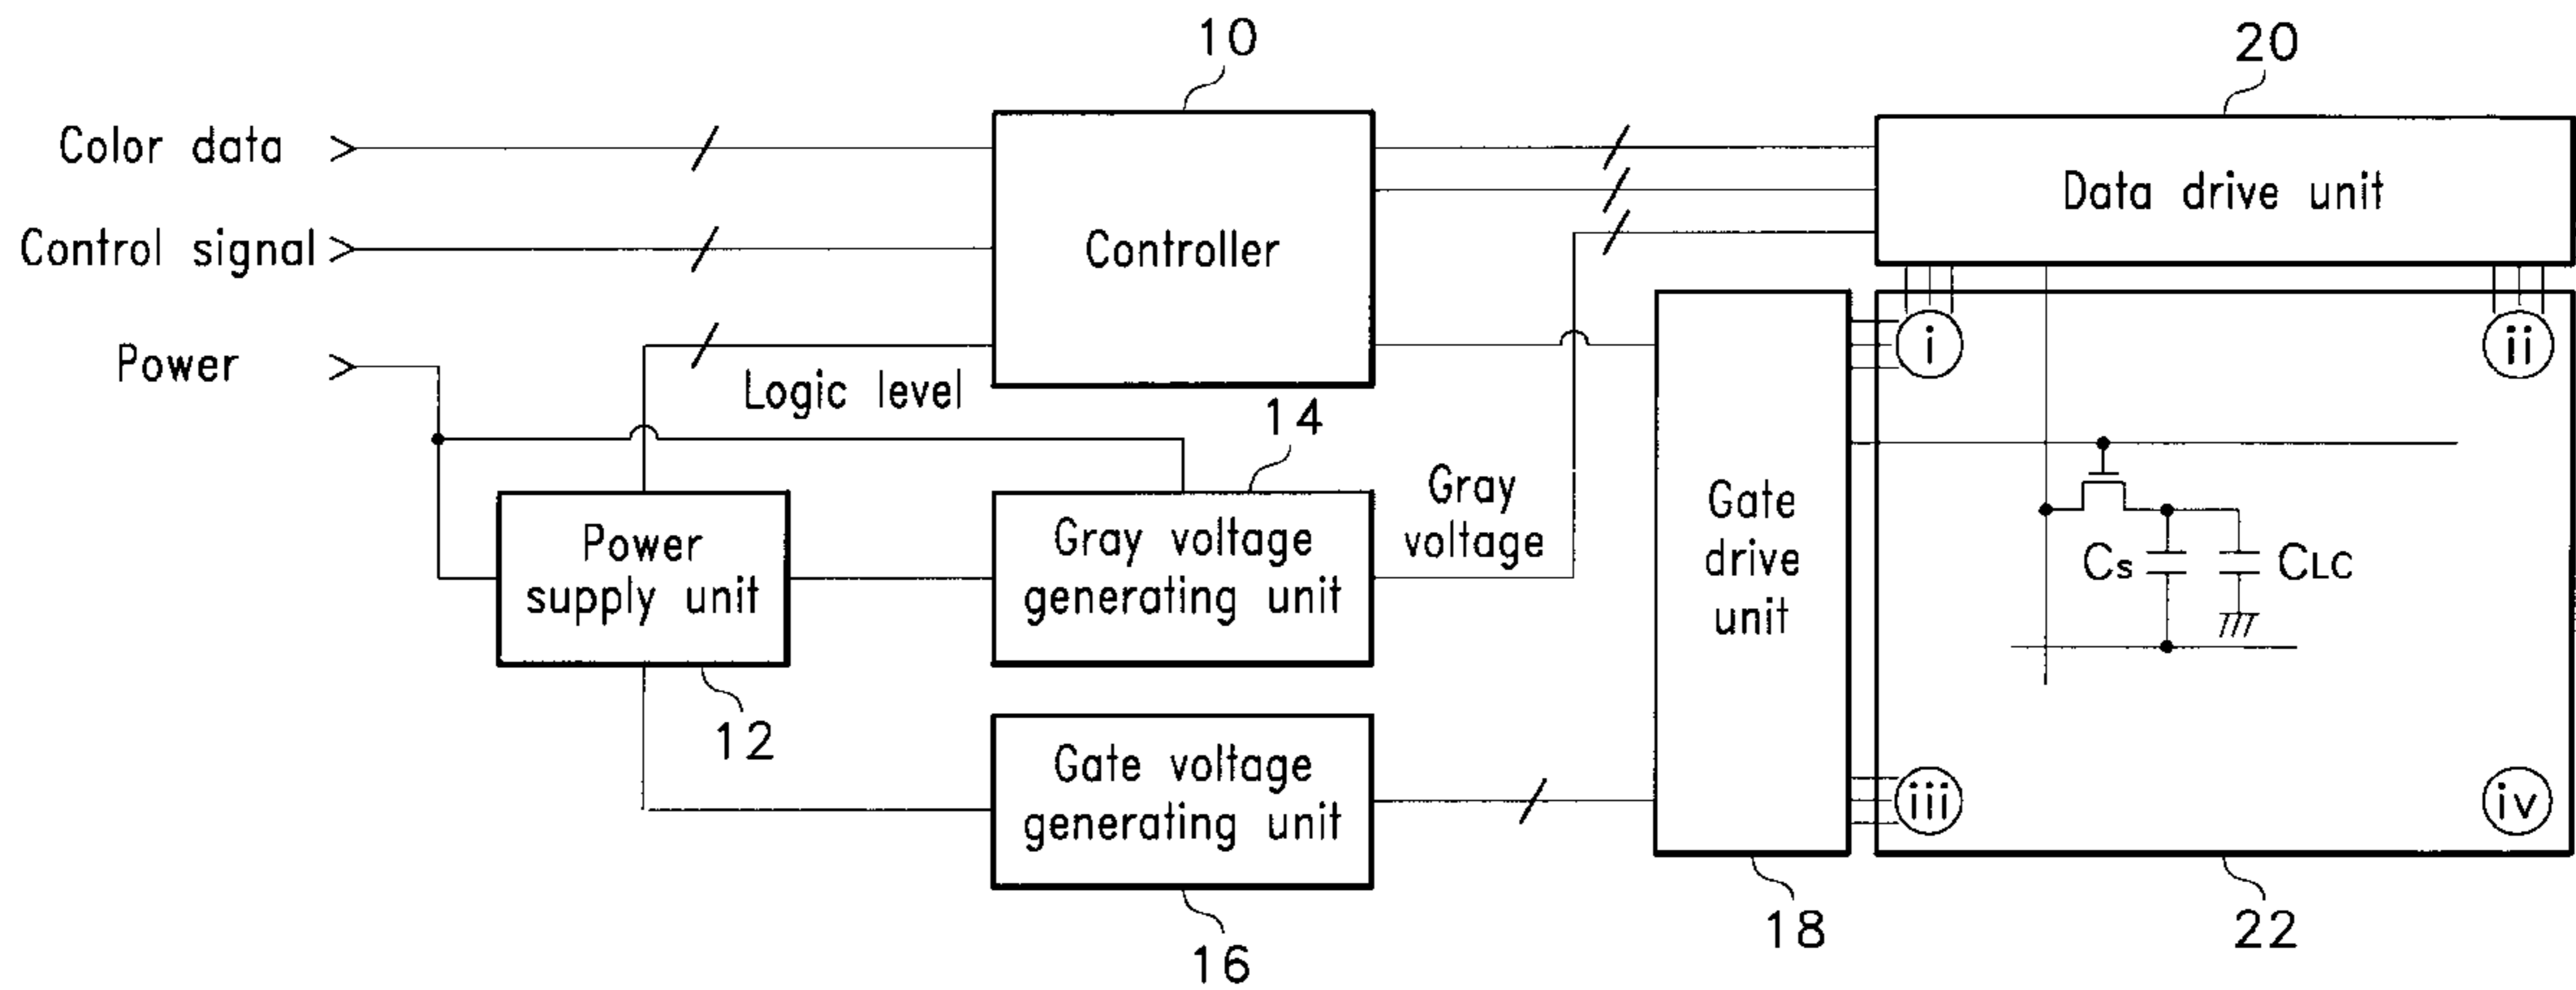 10
20
Color data
Control signal
Power
Controller
Data drive unit
i
ii
Logic level
14
Power
supply unit
Gray voltage
generating unit
Gray
voltage
Gate
drive
unit
Cs
CLC
12
Gate voltage
generating unit
iii
iv
16
18
22